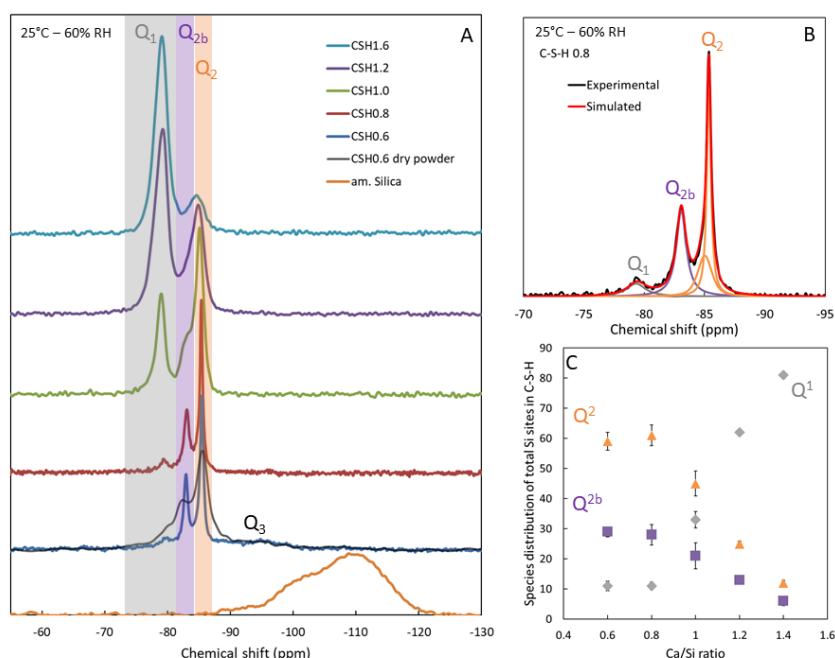 25°C – 60% RH
A
Q1
Q2b
Q2
CSH1.6
CSH1.2
CSH1.0
CSH0.8
CSH0.6
CSH0.6 dry powder
am. Silica
Q3
-60 -70 -80 -90 -100 -110 -120 -130
Chemical shift (ppm)
25°C – 60% RH
B
C-S-H 0.8
Q2
Experimental
Simulated
Q2b
Q1
-70 -75 -80 -85 -90 -95
Chemical shift (ppm)
C
Species distribution of total Si sites in C-S-H
90
80
70
60
50
40
30
20
10
0
Q1
Q2
Q2b
0.4 0.6 0.8 1.0 1.2 1.4 1.6
Ca/Si ratio